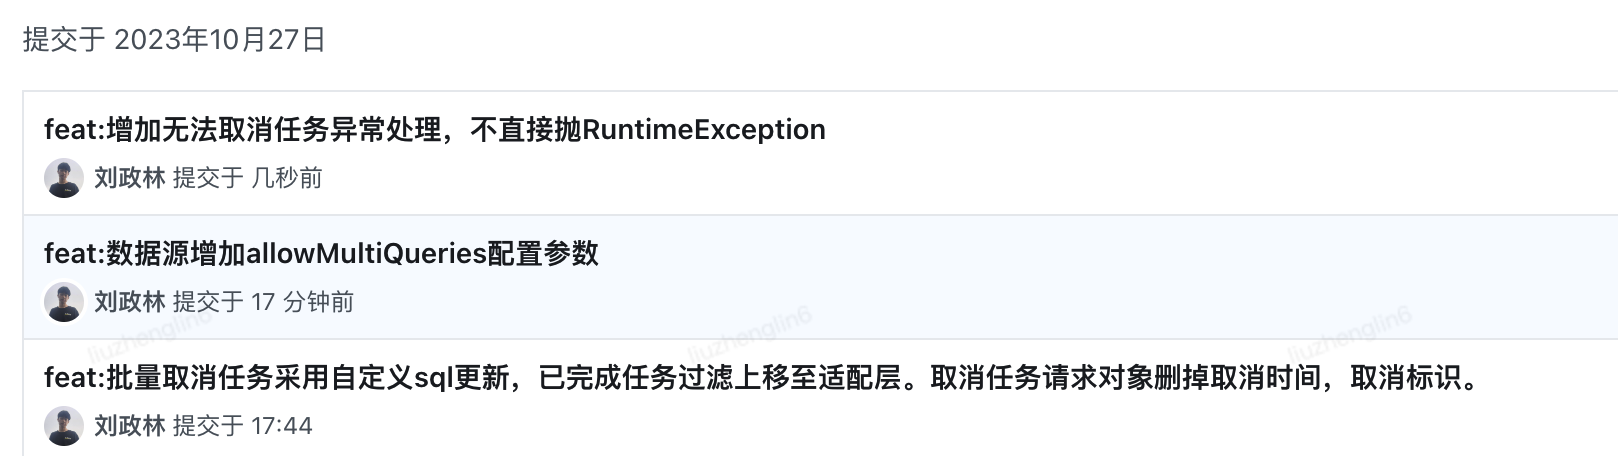 提交于 2023年10月27日
feat:增加无法取消任务异常处理，不直接抛RuntimeException
刘政林 提交于 几秒前
feat:数据源增加allowMultiQueries配置参数
刘政林 提交于 17 分钟前
liuzhenglin6 liuzhenglin6 liuzhenglin6
feat:批量取消任务采用自定义sql更新，已完成任务过滤上移至适配层。取消任务请求对象删掉取消时间，取消标识。
刘政林 提交于 17:44